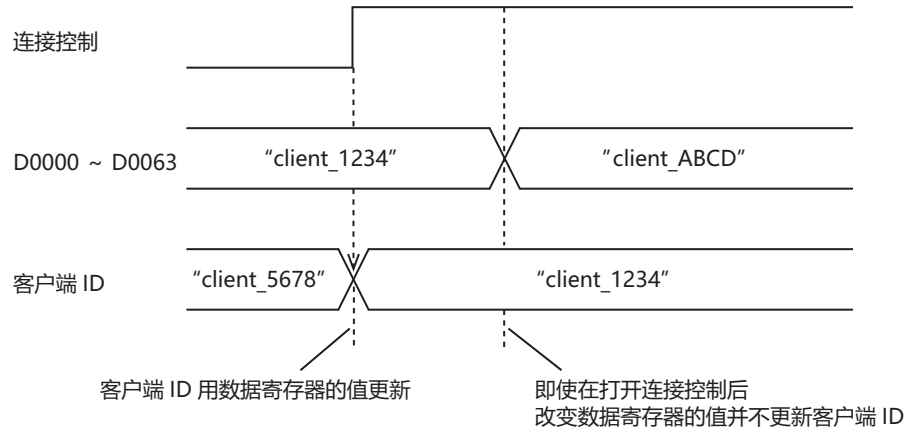 连接控制
D0000 ~ D0063
“client_1234”
“client_ABCD”
客户端 ID
“client_5678”
“client_1234”
客户端 ID 用数据寄存器的值更新
即使在打开连接控制后
改变数据寄存器的值并不更新客户端 ID